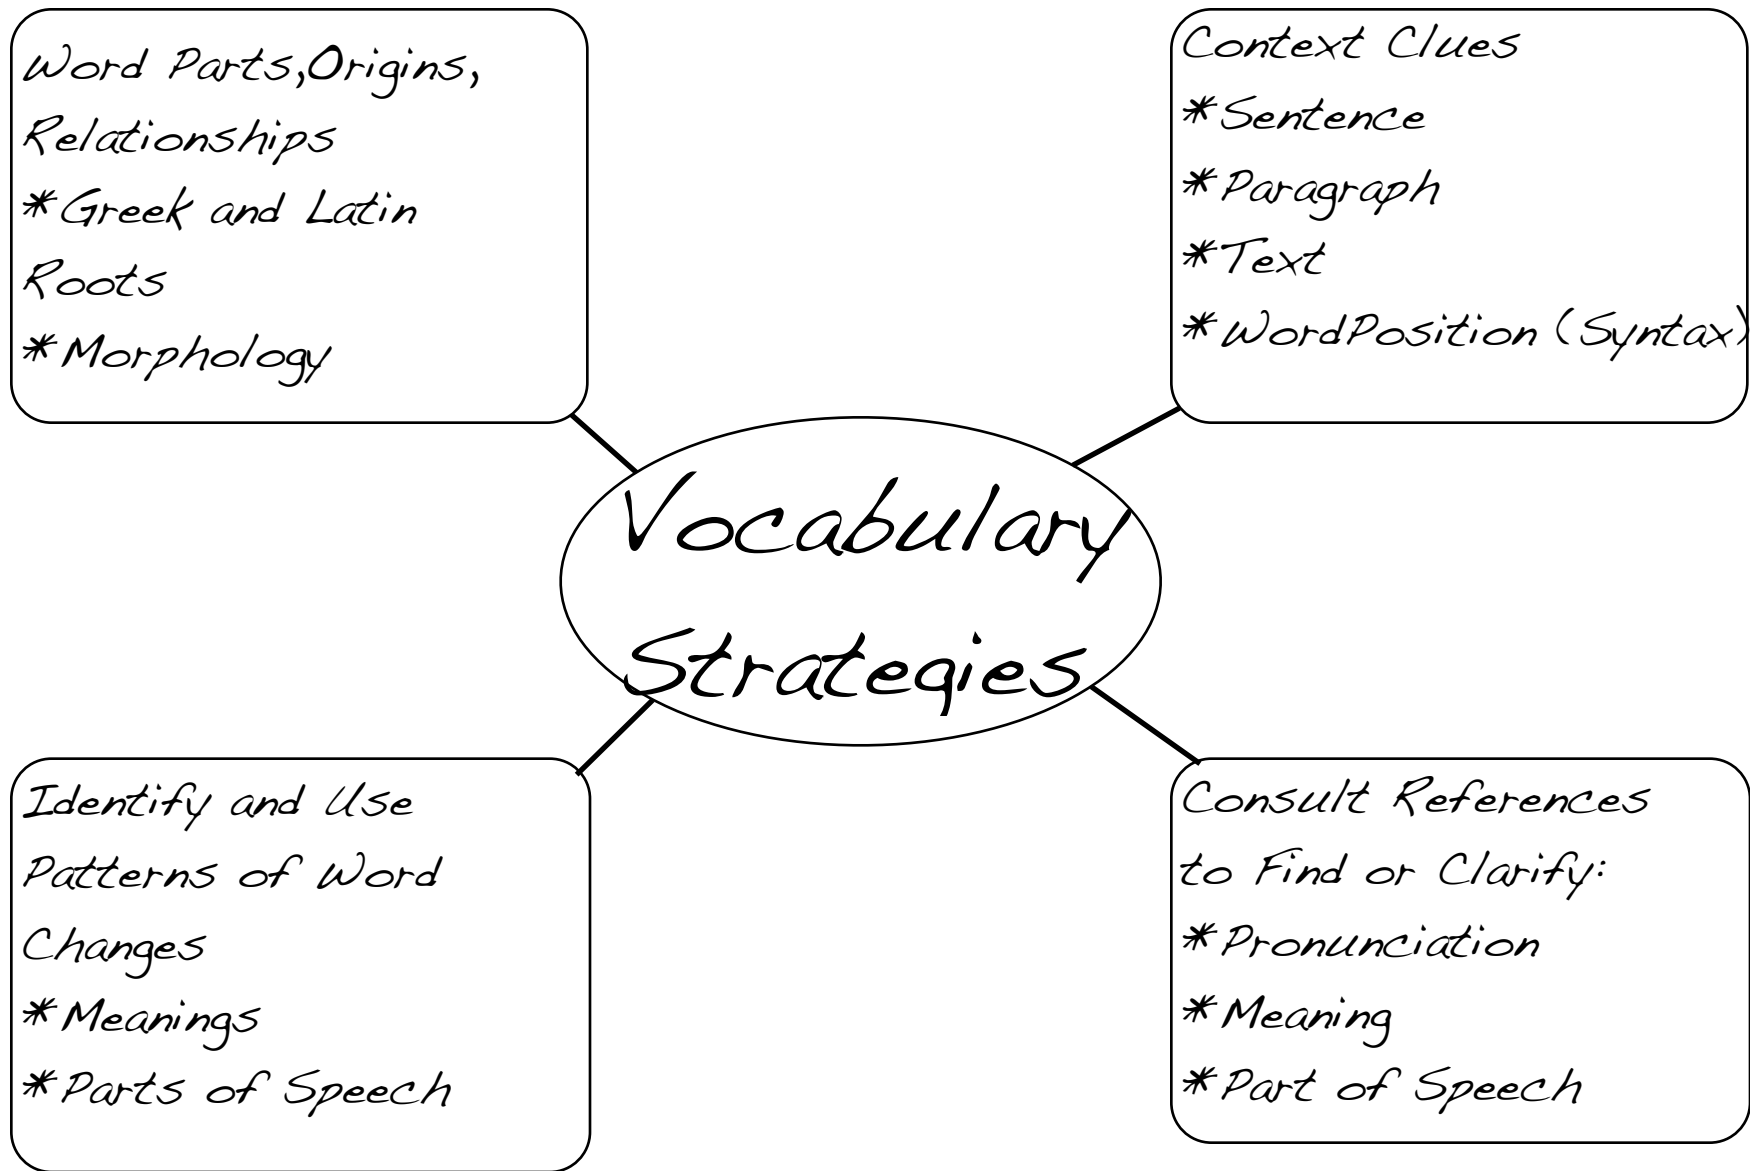 Word Parts,Origins,
Relationships
*Greek and Latin
Roots
*Morphology
Context Clues
*Sentence
*Paragraph
*Text
*WordPosition (Syntax)
Vocabulary
Strategies
Identify and Use
Patterns of Word
Changes
*Meanings
*Parts of Speech
Consult References
to Find or Clarify:
*Pronunciation
*Meaning
*Part of Speech